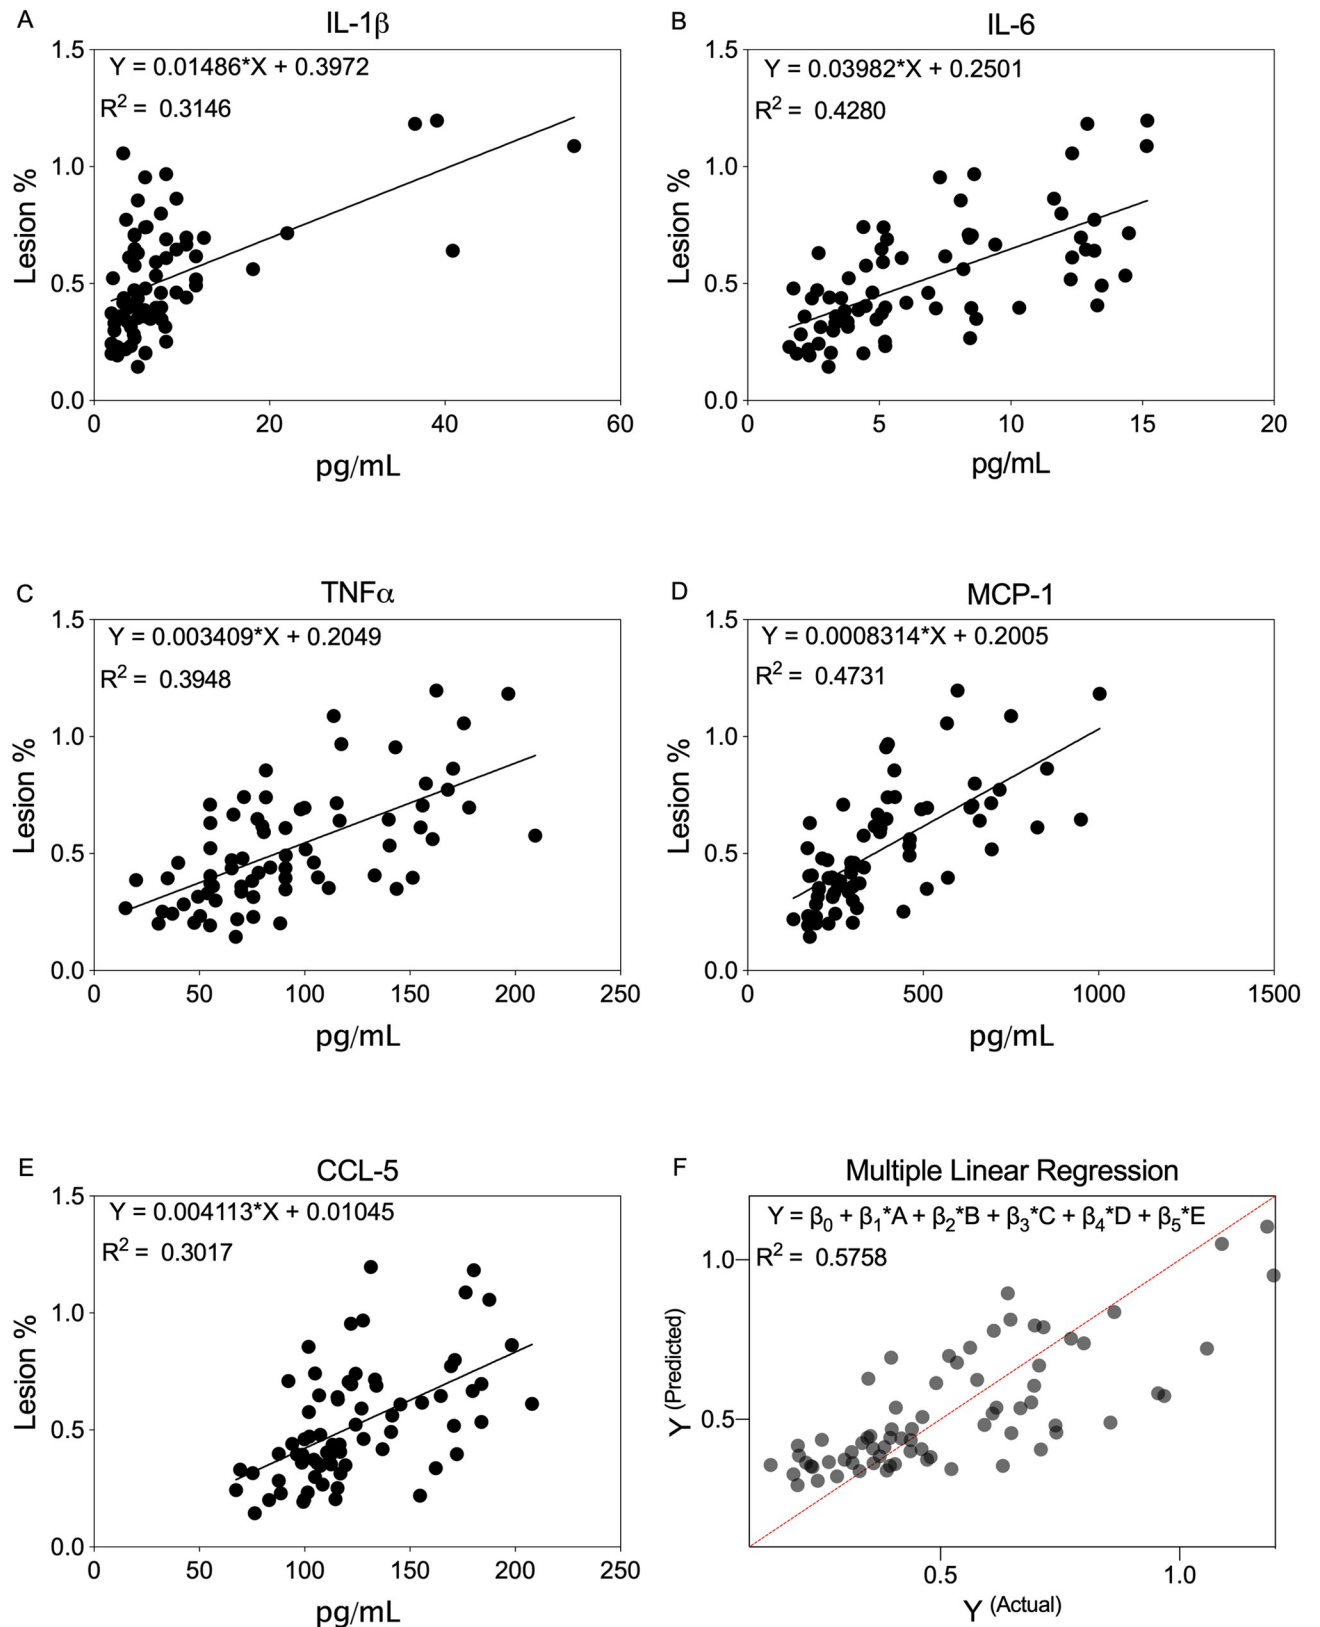 A
IL-1β
1.5
Y = 0.01486*X + 0.3972
R² = 0.3146
1.0
Lesion %
0.5
0.0
0 20 40 60
pg/mL
B
IL-6
1.5
Y = 0.03982*X + 0.2501
R² = 0.4280
1.0
Lesion %
0.5
0.0
0 5 10 15 20
pg/mL
C
TNFα
1.5
Y = 0.003409*X + 0.2049
R² = 0.3948
1.0
Lesion %
0.5
0.0
0 50 100 150 200 250
pg/mL
D
MCP-1
1.5
Y = 0.0008314*X + 0.2005
R² = 0.4731
1.0
Lesion %
0.5
0.0
0 500 1000 1500
pg/mL
E
CCL-5
1.5
Y = 0.004113*X + 0.01045
R² = 0.3017
1.0
Lesion %
0.5
0.0
0 50 100 150 200 250
pg/mL
F
Multiple Linear Regression
Y = β₀ + β₁*A + β₂*B + β₃*C + β₄*D + β₅*E
R² = 0.5758
1.0
Y (Predicted)
0.5
0.5 1.0
Y (Actual)